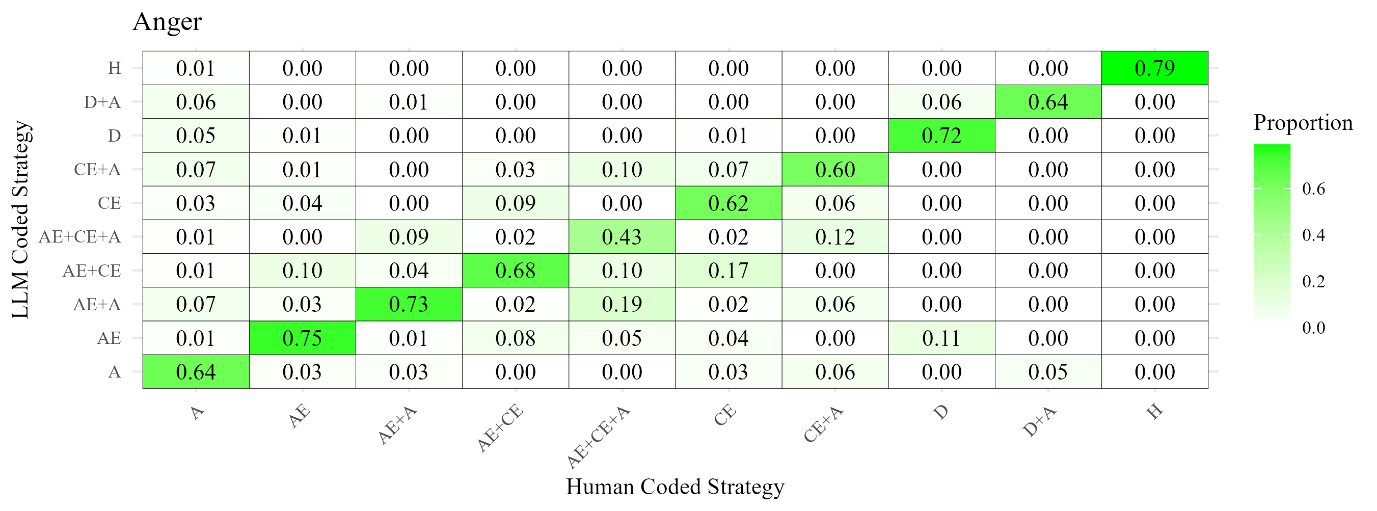 Anger
LLM Coded Strategy
H 0.01 0.00 0.00 0.00 0.00 0.00 0.00 0.00 0.00 0.79
D+A 0.06 0.00 0.01 0.00 0.00 0.00 0.00 0.06 0.64 0.00
D 0.05 0.01 0.00 0.00 0.00 0.01 0.00 0.72 0.00 0.00
CE+A 0.07 0.01 0.00 0.03 0.10 0.07 0.60 0.00 0.00 0.00
CE 0.03 0.04 0.00 0.09 0.00 0.62 0.06 0.00 0.00 0.00
AE+CE+A 0.01 0.00 0.09 0.02 0.43 0.02 0.12 0.00 0.00 0.00
AE+CE 0.01 0.10 0.04 0.68 0.10 0.17 0.00 0.00 0.00 0.00
AE+A 0.07 0.03 0.73 0.02 0.19 0.02 0.06 0.00 0.00 0.00
AE 0.01 0.75 0.01 0.08 0.05 0.04 0.00 0.11 0.00 0.00
A 0.64 0.03 0.03 0.00 0.00 0.03 0.06 0.00 0.05 0.00
A AE AE+A AE+CE AE+CE+A CE CE+A D D+A H
Human Coded Strategy
Proportion
0.6
0.4
0.2
0.0